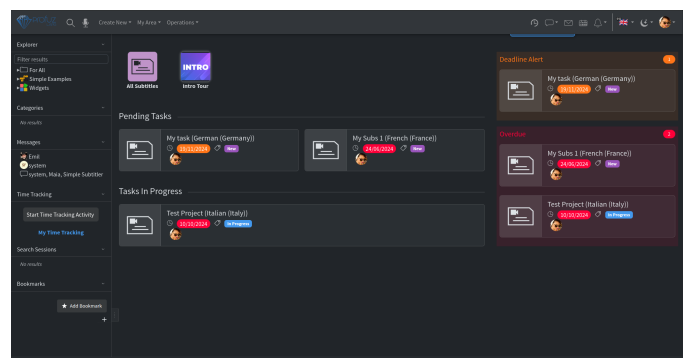 Create New
My Area
Operations
Explorer
Filter results
For All
Simple Examples
Widgets
Categories
No results
Messages
Emil
system
system, Mala, Simple Subtitler
Time Tracking
Start Time Tracking Activity
My Time Tracking
Search Sessions
No results
Bookmarks
Add Bookmark
+
All Subtitles
INTRO
Intro Tour
Pending Tasks
My task (German (Germany))
19/11/2024 New
My Subs 1 (French (France))
24/06/2024 New
Tasks In Progress
Test Project (Italian (Italy))
10/10/2024 In Progress
Deadline Alert
1
My task (German (Germany))
19/11/2024 New
Overdue
2
My Subs 1 (French (France))
24/06/2024 New
Test Project (Italian (Italy))
10/10/2024 In Progress